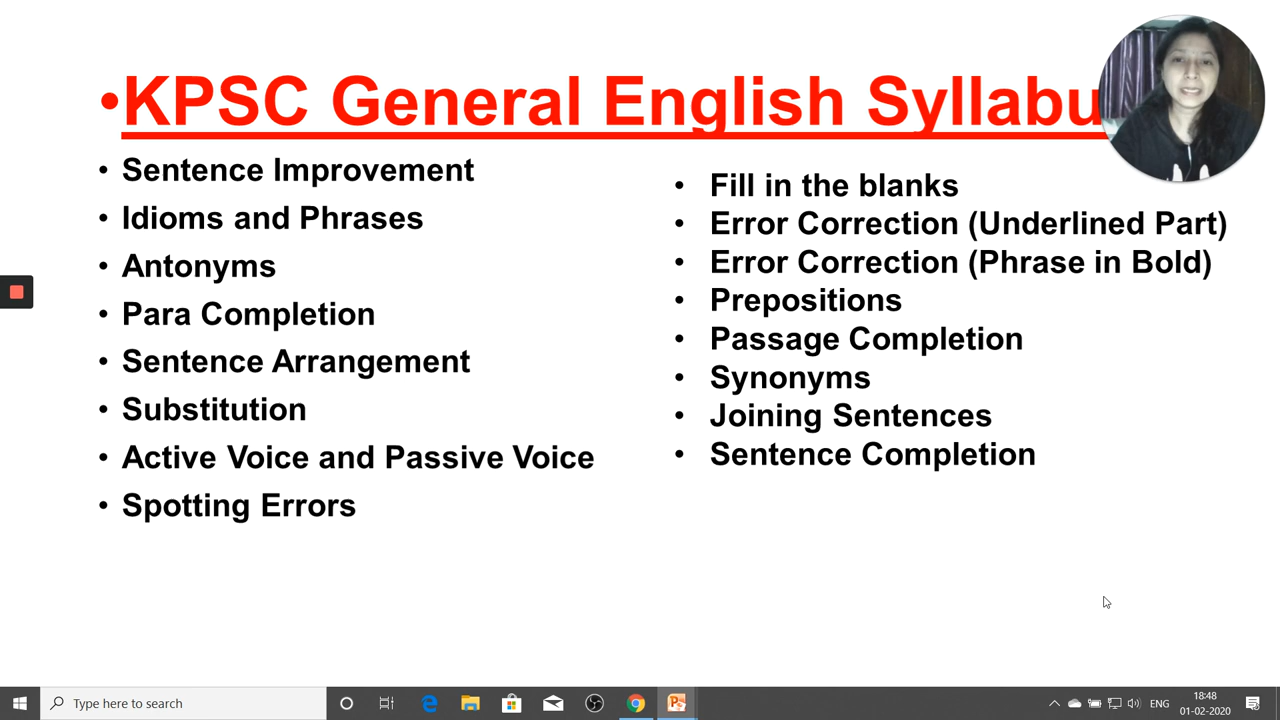 •KPSC General English Syllabu
• Sentence Improvement
• Idioms and Phrases
• Antonyms
• Para Completion
• Sentence Arrangement
• Substitution
• Active Voice and Passive Voice
• Spotting Errors
• Fill in the blanks
• Error Correction (Underlined Part)
• Error Correction (Phrase in Bold)
• Prepositions
• Passage Completion
• Synonyms
• Joining Sentences
• Sentence Completion
Type here to search
ENG
18:48
01-02-2020